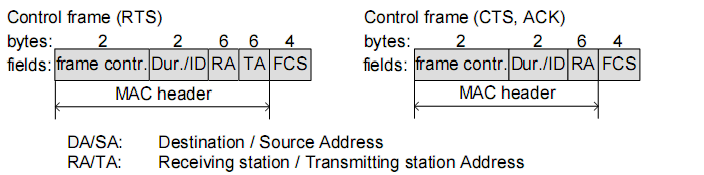 Control frame (RTS)
bytes: 2 2 6 6 4
fields: frame contr. Dur./ID RA TA FCS
MAC header
Control frame (CTS, ACK)
bytes: 2 2 6 4
fields: frame contr. Dur./ID RA FCS
MAC header
DA/SA: Destination / Source Address
RA/TA: Receiving station / Transmitting station Address